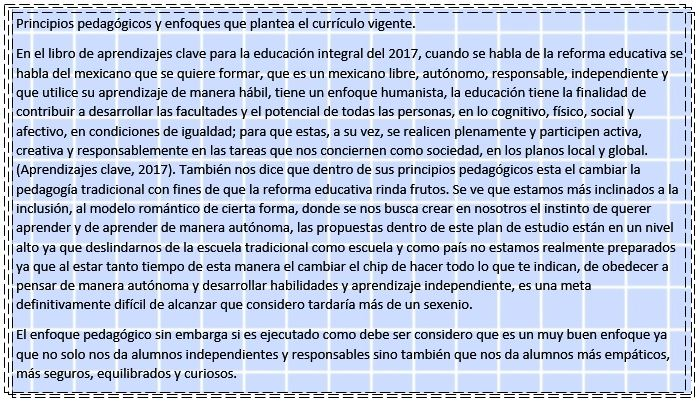 Principios pedagógicos y enfoques que plantea el currículo vigente.
En el libro de aprendizajes clave para la educación integral del 2017, cuando se habla de la reforma educativa se
habla del mexicano que se quiere formar, que es un mexicano libre, autónomo, responsable, independiente y
que utilice su aprendizaje de manera hábil, tiene un enfoque humanista, la educación tiene la finalidad de
contribuir a desarrollar las facultades y el potencial de todas las personas, en lo cognitivo, físico, social y
afectivo, en condiciones de igualdad; para que estas, a su vez, se realicen plenamente y participen activa,
creativa y responsablemente en las tareas que nos conciernen como sociedad, en los planos local y global.
(Aprendizajes clave, 2017). También nos dice que dentro de sus principios pedagógicos esta el cambiar la
pedagogía tradicional con fines de que la reforma educativa rinda frutos. Se ve que estamos más inclinados a la
inclusión, al modelo romántico de cierta forma, donde se nos busca crear en nosotros el instinto de querer
aprender y de aprender de manera autónoma, las propuestas dentro de este plan de estudio están en un nivel
alto ya que deslindarnos de la escuela tradicional como escuela y como país no estamos realmente preparados
ya que al estar tanto tiempo de esta manera el cambiar el chip de hacer todo lo que te indican, de obedecer a
pensar de manera autónoma y desarrollar habilidades y aprendizaje independiente, es una meta
definitivamente difícil de alcanzar que considero tardaría más de un sexenio.
El enfoque pedagógico sin embarga si es ejecutado como debe ser considero que es un muy buen enfoque ya
que no solo nos da alumnos independientes y responsables sino también que nos da alumnos más empáticos,
más seguros, equilibrados y curiosos.